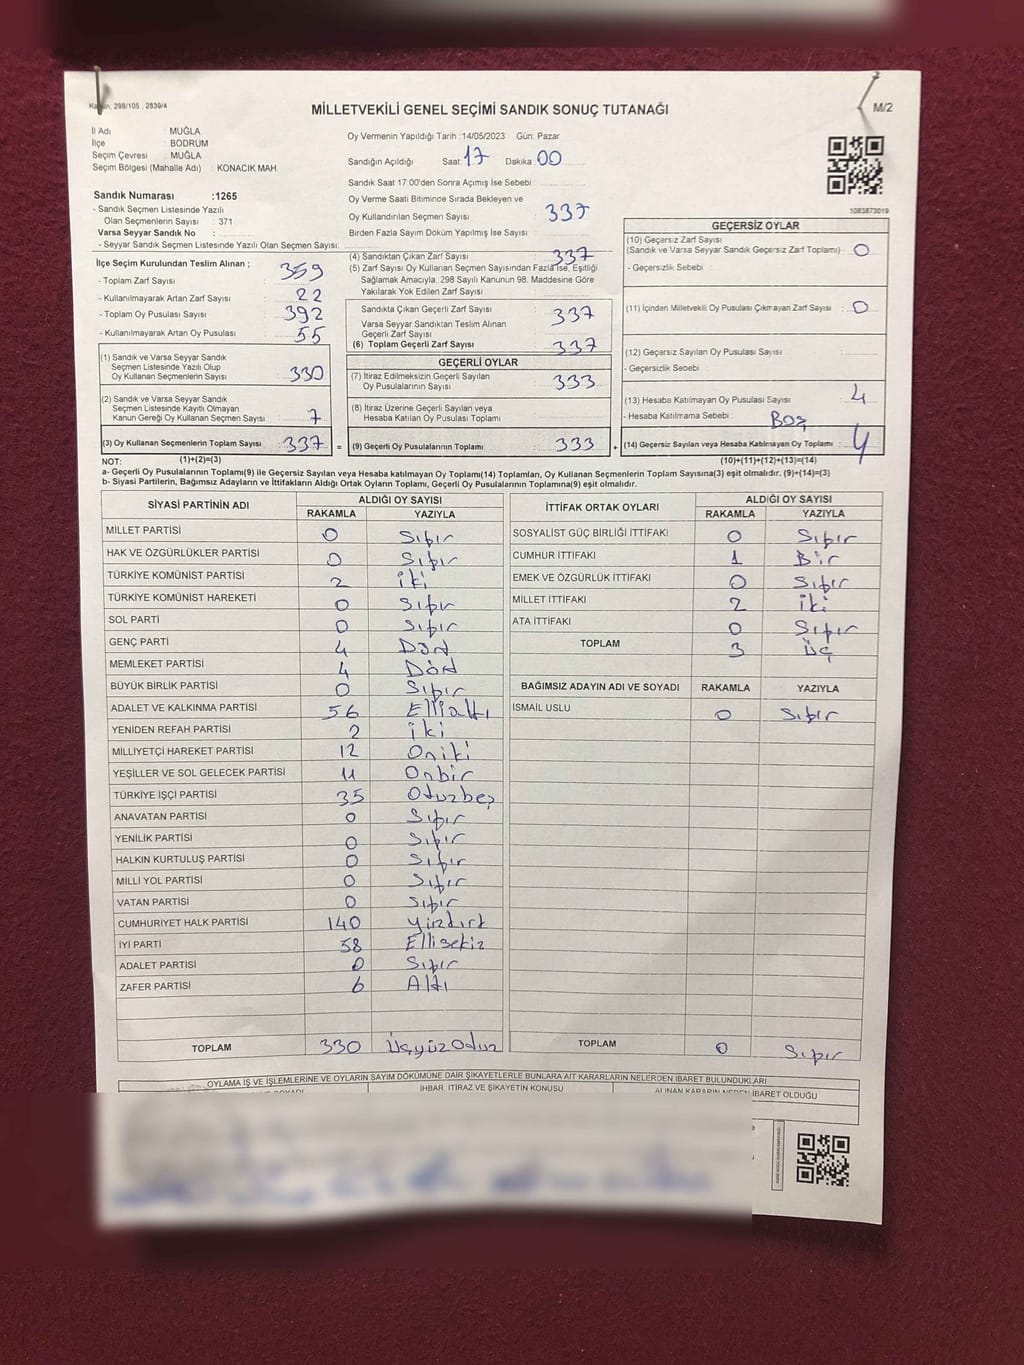 Kanun, 298/105 , 2839/4
MİLLETVEKİLİ GENEL SEÇİMİ SANDIK SONUÇ TUTANAĞI
M/2
İl Adı : MUĞLA
İlçe : BODRUM
Seçim Çevresi : MUĞLA
Seçim Bölgesi (Mahalle Adı) : KONACIK MAH
Sandık Numarası :1265
- Sandık Seçmen Listesinde Yazılı
Olan Seçmenlerin Sayısı : 371
Varsa Seyyar Sandık No :
- Seyyar Sandık Seçmen Listesinde Yazılı Olan Seçmen Sayısı:
Oy Vermenin Yapıldığı Tarih :14/05/2023 Gün: Pazar
Sandığın Açıldığı Saat 17 Dakika 00
Sandık Saat 17.00'den Sonra Açımış İse Sebebi :
Oy Verme Saati Bitiminde Sırada Bekleyen ve
Oy Kullandırılan Seçmen Sayısı : 337
Birden Fazla Sayım Döküm Yapılmış İse Sayısı :
1083873019
İlçe Seçim Kurulundan Teslim Alınan ;
- Toplam Zarf Sayısı : 359
- Kullanılmayarak Artan Zarf Sayısı : 22
- Toplam Oy Pusulası Sayısı : 392
- Kullanılmayarak Artan Oy Pusulası : 55
(4) Sandıktan Çıkan Zarf Sayısı : 337
(5) Zarf Sayısı Oy Kullanan Seçmen Sayısından Fazla İse, Eşitliği
Sağlamak Amacıyla, 298 Sayılı Kanunun 98. Maddesine Göre
Yakılarak Yok Edilen Zarf Sayısı :
Sandıkta Çıkan Geçerli Zarf Sayısı : 337
Varsa Seyyar Sandıktan Teslim Alınan
Geçerli Zarf Sayısı
(6) Toplam Geçerli Zarf Sayısı : 337
GEÇERSİZ OYLAR
(10) Geçersiz Zarf Sayısı
(Sandık ve Varsa Seyyar Sandık Geçersiz Zarf Toplamı) : 0
- Geçersizlik Sebebi :
(11) İçinden Milletvekili Oy Pusulası Çıkmayan Zarf Sayısı : 0
(12) Geçersiz Sayılan Oy Pusulası Sayısı :
- Geçersizlik Sebebi
(13) Hesaba Katılmayan Oy Pusulası Sayısı : 4
- Hesaba Katılmama Sebebi : Boş
(14) Geçersiz Sayılan veya Hesaba Katılmayan Oy Toplamı : 4
(10)+(11)+(12)+(13)=(14)
(1) Sandık ve Varsa Seyyar Sandık
Seçmen Listesinde Yazılı Olup
Oy Kullanan Seçmenlerin Sayısı : 330
(2) Sandık ve Varsa Seyyar Sandık
Seçmen Listesinde Kayıtlı Olmayan
Kanun Gereği Oy Kullanan Seçmen Sayısı : 7
(3) Oy Kullanan Seçmenlerin Toplam Sayısı : 337 =
(1)+(2)=(3)
GEÇERLİ OYLAR
(7) İtiraz Edilmeksizin Geçerli Sayılan
Oy Pusulalarının Sayısı : 333
(8) İtiraz Üzerine Geçerli Sayılan veya
Hesaba Katılan Oy Pusulası Toplamı :
(9) Geçerli Oy Pusulalarının Toplamı : 333 +
NOT:
a- Geçerli Oy Pusulalarının Toplamı(9) ile Geçersiz Sayılan veya Hesaba katılmayan Oy Toplamı(14) Toplamları, Oy Kullanan Seçmenlerin Toplam Sayısına(3) eşit olmalıdır. (9)+(14)=(3)
b- Siyasi Partilerin, Bağımsız Adayların ve İttifakların Aldığı Ortak Oyların Toplamı, Geçerli Oy Pusulalarının Toplamına(9) eşit olmalıdır.
SİYASİ PARTİNİN ADI ALDIĞI OY SAYISI
RAKAMLA YAZIYLA
MİLLET PARTİSİ 0 Sıfır
HAK VE ÖZGÜRLÜKLER PARTİSİ 0 Sıfır
TÜRKİYE KOMÜNİST PARTİSİ 2 iki
TÜRKİYE KOMÜNİST HAREKETİ 0 Sıfır
SOL PARTİ 0 Sıfır
GENÇ PARTİ 4 Dörd
MEMLEKET PARTİSİ 4 Dörd
BÜYÜK BİRLİK PARTİSİ 0 Sıfır
ADALET VE KALKINMA PARTİSİ 56 Elliatlı
YENİDEN REFAH PARTİSİ 2 iki
MİLLİYETÇİ HAREKET PARTİSİ 12 Oniki
YEŞİLLER VE SOL GELECEK PARTİSİ 11 Onbir
TÜRKİYE İŞÇİ PARTİSİ 35 Otuzbeş
ANAVATAN PARTİSİ 0 Sıfır
YENİLİK PARTİSİ 0 Sıfır
HALKIN KURTULUŞ PARTİSİ 0 Sıfır
MİLLİ YOL PARTİSİ 0 Sıfır
VATAN PARTİSİ 0 Sıfır
CUMHURİYET HALK PARTİSİ 140 yüzkırk
İYİ PARTİ 58 Ellisekiz
ADALET PARTİSİ 0 Sıfır
ZAFER PARTİSİ 6 Altı
TOPLAM 330 Üçyüz Oduz
İTTİFAK ORTAK OYLARI ALDIĞI OY SAYISI
RAKAMLA YAZIYLA
SOSYALİST GÜÇ BİRLİĞİ İTTİFAKI 0 Sıfır
CUMHUR İTTİFAKI 1 Bir
EMEK VE ÖZGÜRLÜK İTTİFAKI 0 Sıfır
MİLLET İTTİFAKI 2 iki
ATA İTTİFAKI 0 Sıfır
TOPLAM 3 Üç
BAĞIMSIZ ADAYIN ADI VE SOYADI RAKAMLA YAZIYLA
İSMAİL USLU 0 Sıfır
TOPLAM 0 Sıfır
OYLAMA İŞ VE İŞLEMLERİNE VE OYLARIN SAYIM DÖKÜMÜNE DAİR ŞİKAYETLERLE BUNLARA AİT KARARLARIN NELERDEN İBARET BULUNDUKLARI
İHBAR, İTİRAZ VE ŞİKAYETİN KONUSU
ALINAN KARARIN NEDEN İBARET OLDUĞU